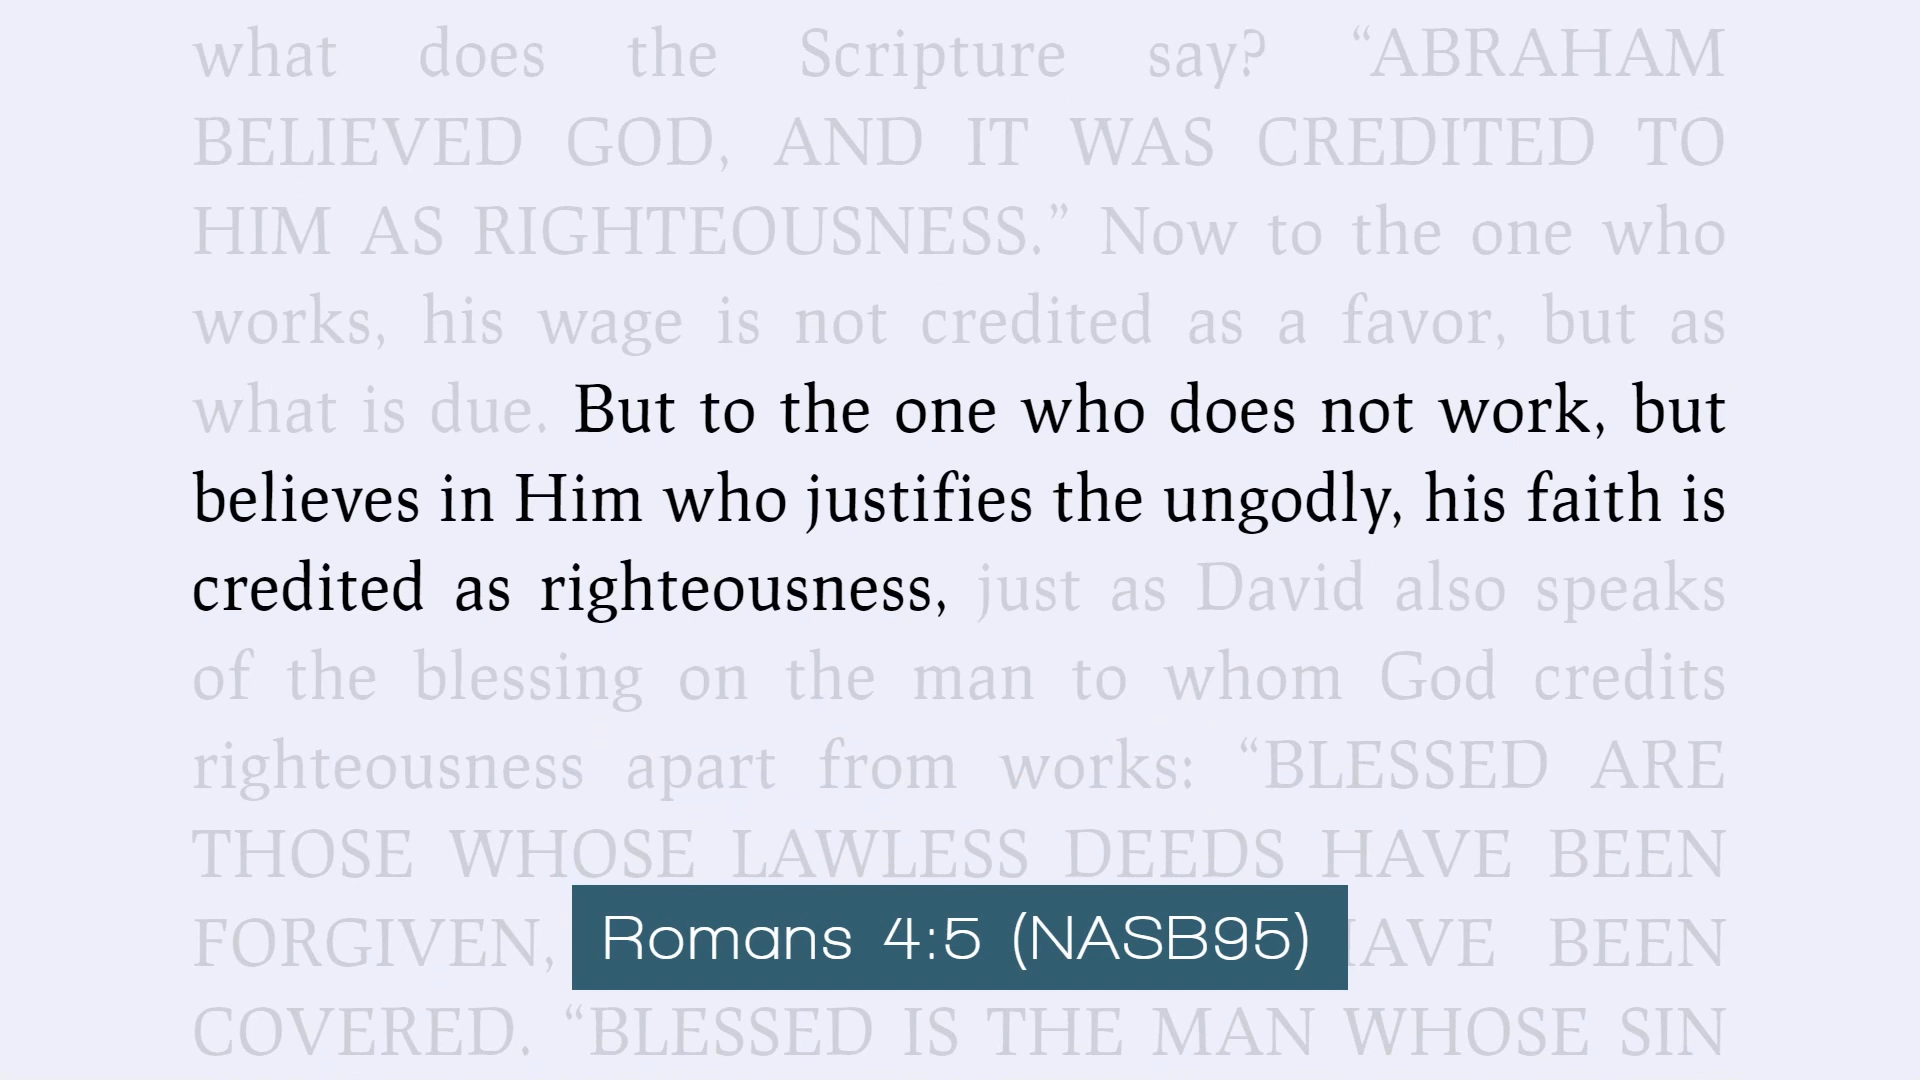 what does the Scripture say? “ABRAHAM
BELIEVED GOD, AND IT WAS CREDITED TO
HIM AS RIGHTEOUSNESS.” Now to the one who
works, his wage is not credited as a favor, but as
what is due. But to the one who does not work, but
believes in Him who justifies the ungodly, his faith is
credited as righteousness, just as David also speaks
of the blessing on the man to whom God credits
righteousness apart from works: “BLESSED ARE
THOSE WHOSE LAWLESS DEEDS HAVE BEEN
FORGIVEN, HAVE BEEN
Romans 4:5 (NASB95)
COVERED. “BLESSED IS THE MAN WHOSE SIN